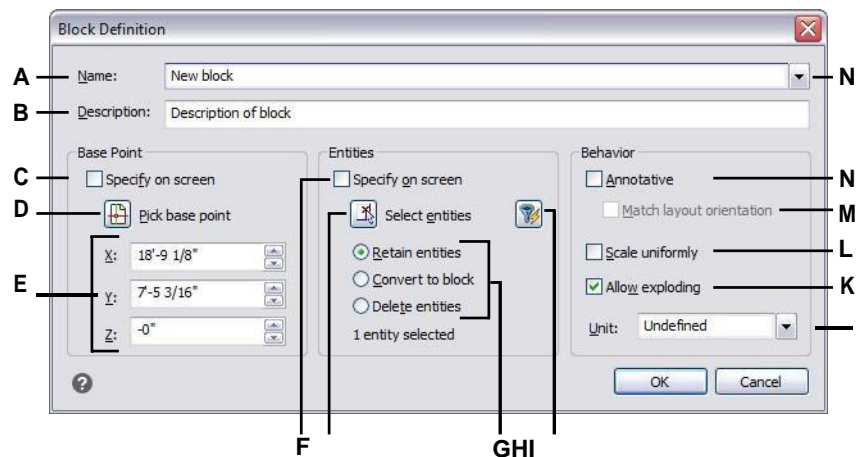 Block Definition
A Name: New block N
B Description: Description of block
Base Point Entities Behavior
C Specify on screen Specify on screen Annotative N
D Pick base point Select entities Match layout orientation M
E X: 18'-9 1/8" Retain entities Scale uniformly L
Y: 7'-5 3/16" Convert to block Allow exploding K
Z: -0" Delete entities
1 entity selected Unit: Undefined
? OK Cancel
F GHI